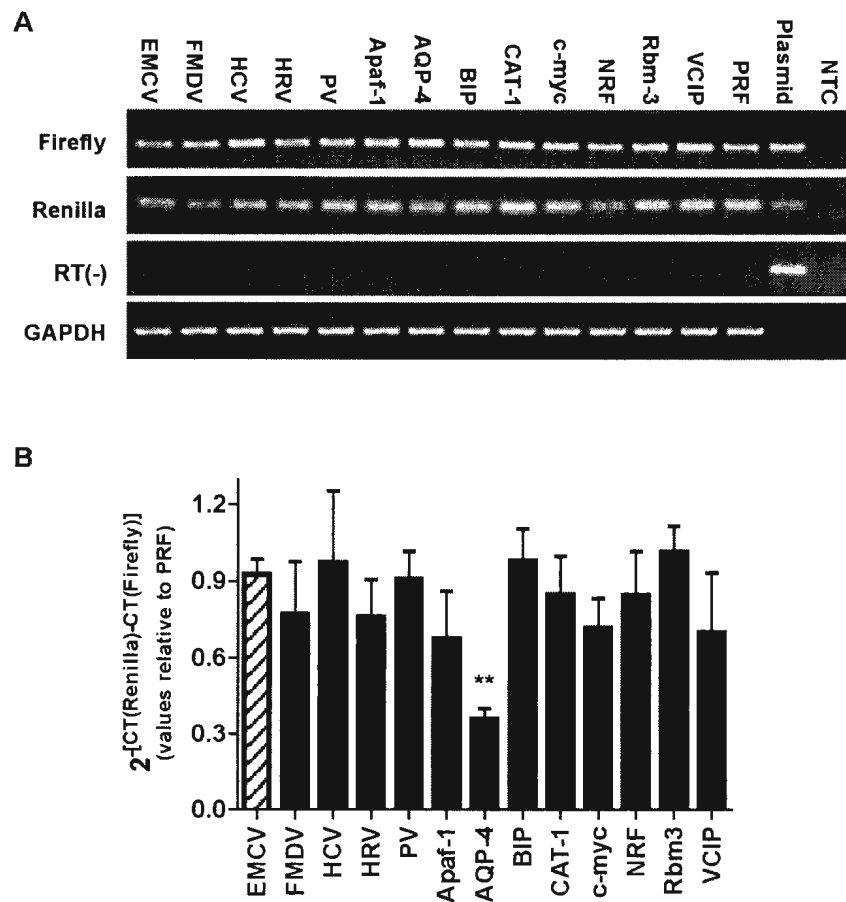 A
EMCV
FMDV
HCV
HRV
PV
Apaf-1
AQP-4
BIP
CAT-1
c-myc
NRF
Rbm-3
VCIP
PRF
Plasmid
NTC
Firefly
Renilla
RT(-)
GAPDH
B
2-[CT(Renilla)-CT(Firefly)]
(values relative to PRF)
1.2
0.9
0.6
0.3
0.0
**
EMCV
FMDV
HCV
HRV
PV
Apaf-1
AQP-4
BIP
CAT-1
c-myc
NRF
Rbm3
VCIP